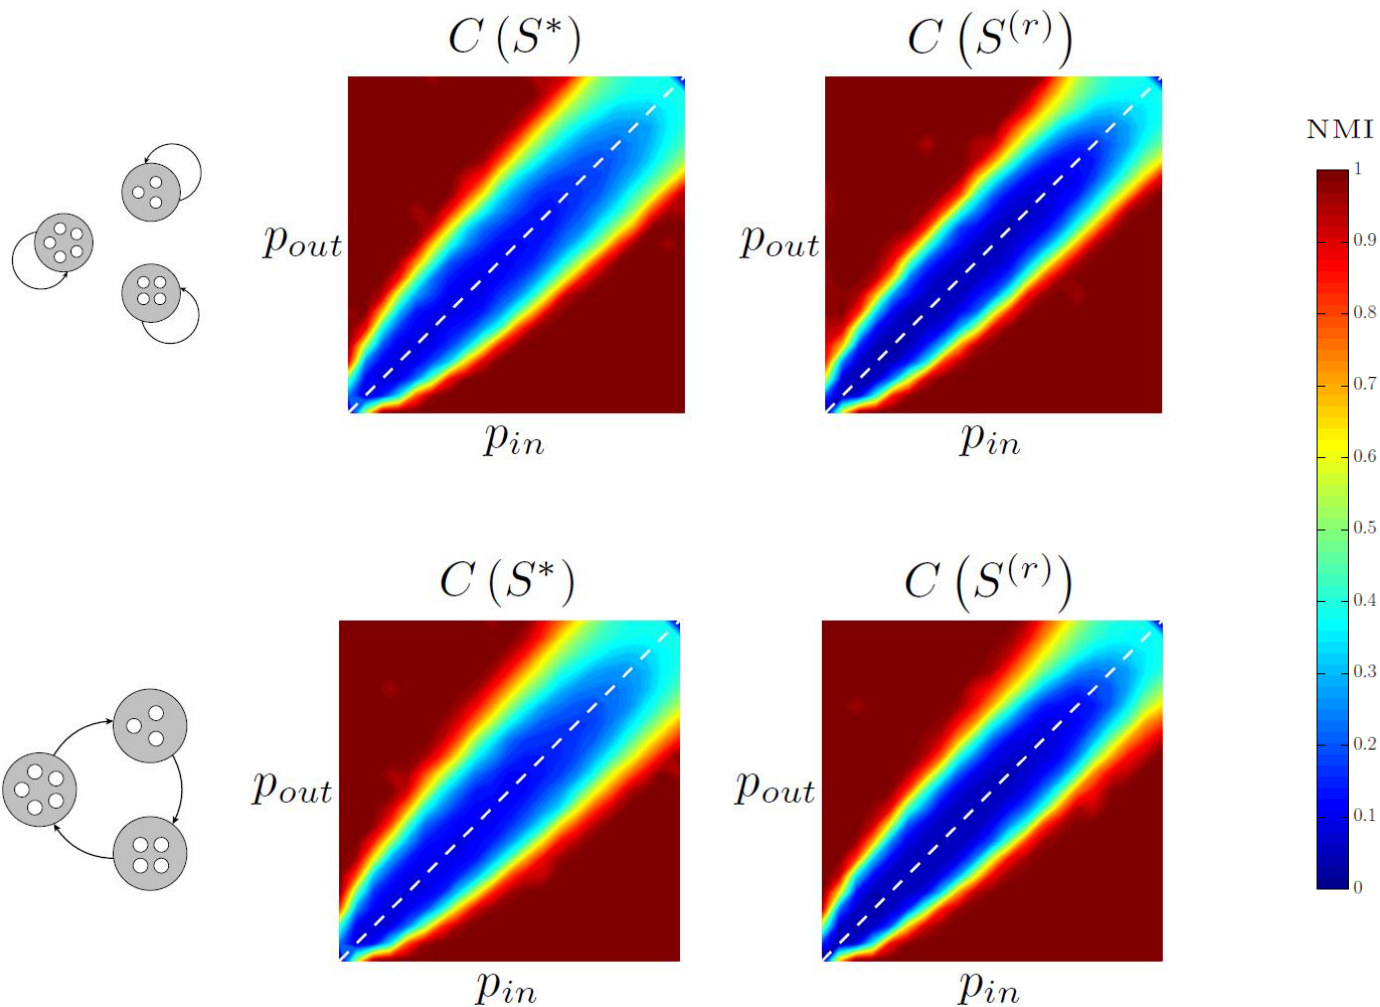 C (S*)
C (S^(r))
NMI
1
0.9
0.8
0.7
0.6
0.5
0.4
0.3
0.2
0.1
0
p_out
p_out
p_in
p_in
C (S*)
C (S^(r))
p_out
p_out
p_in
p_in